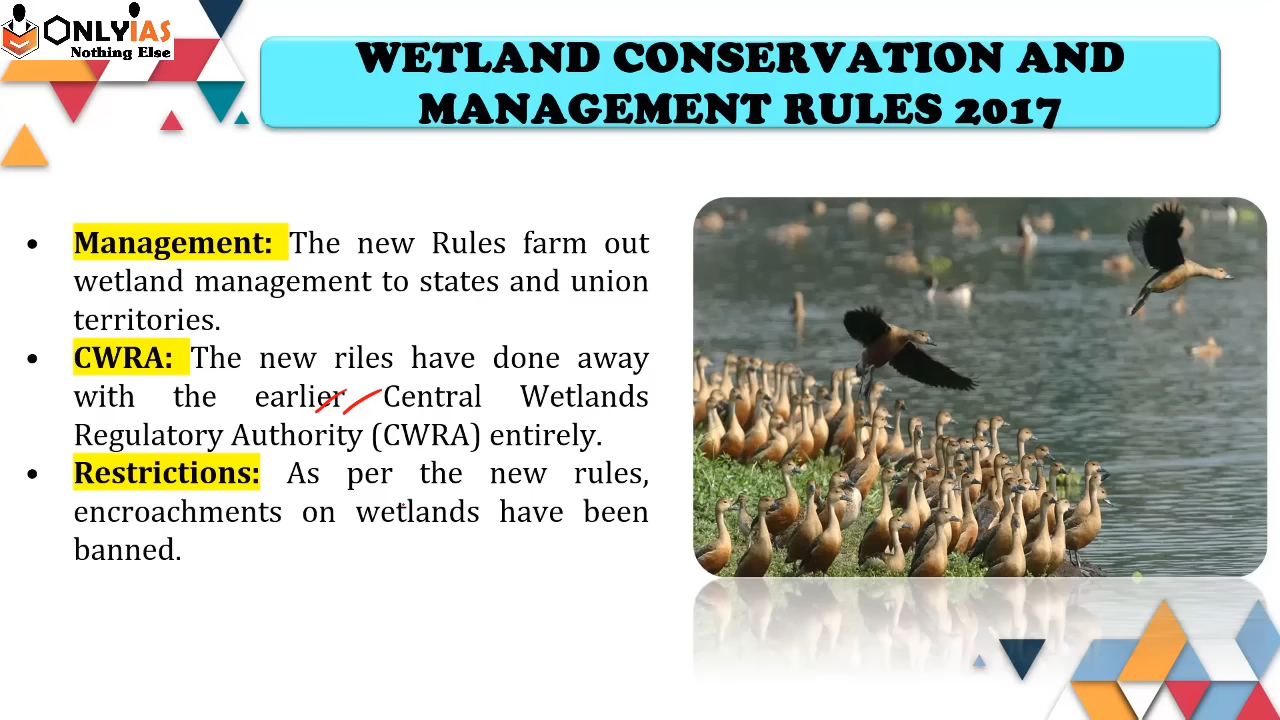 ONLYIAS
Nothing Else
WETLAND CONSERVATION AND
MANAGEMENT RULES 2017
• Management: The new Rules farm out
wetland management to states and union
territories.
• CWRA: The new riles have done away
with the earlier Central Wetlands
Regulatory Authority (CWRA) entirely.
• Restrictions: As per the new rules,
encroachments on wetlands have been
banned.